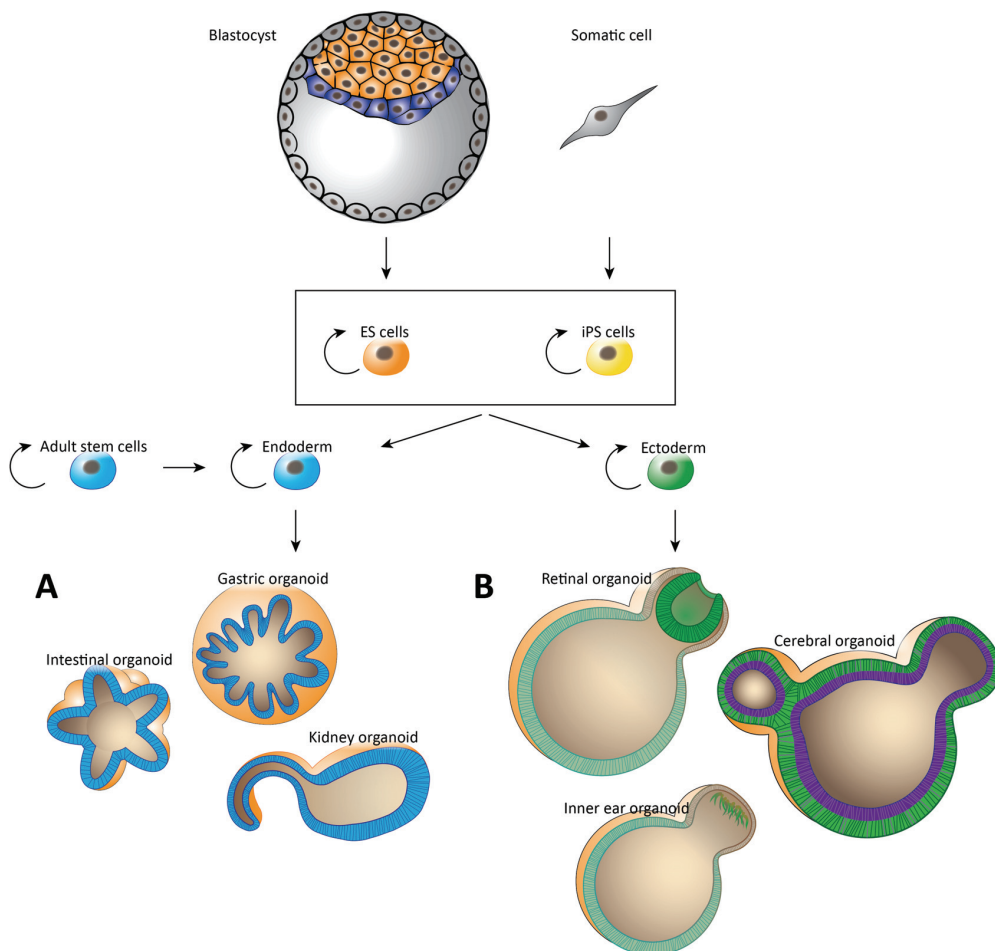 Blastocyst
Somatic cell
ES cells
iPS cells
Adult stem cells
Endoderm
Ectoderm
A
Gastric organoid
Intestinal organoid
Kidney organoid
B
Retinal organoid
Cerebral organoid
Inner ear organoid